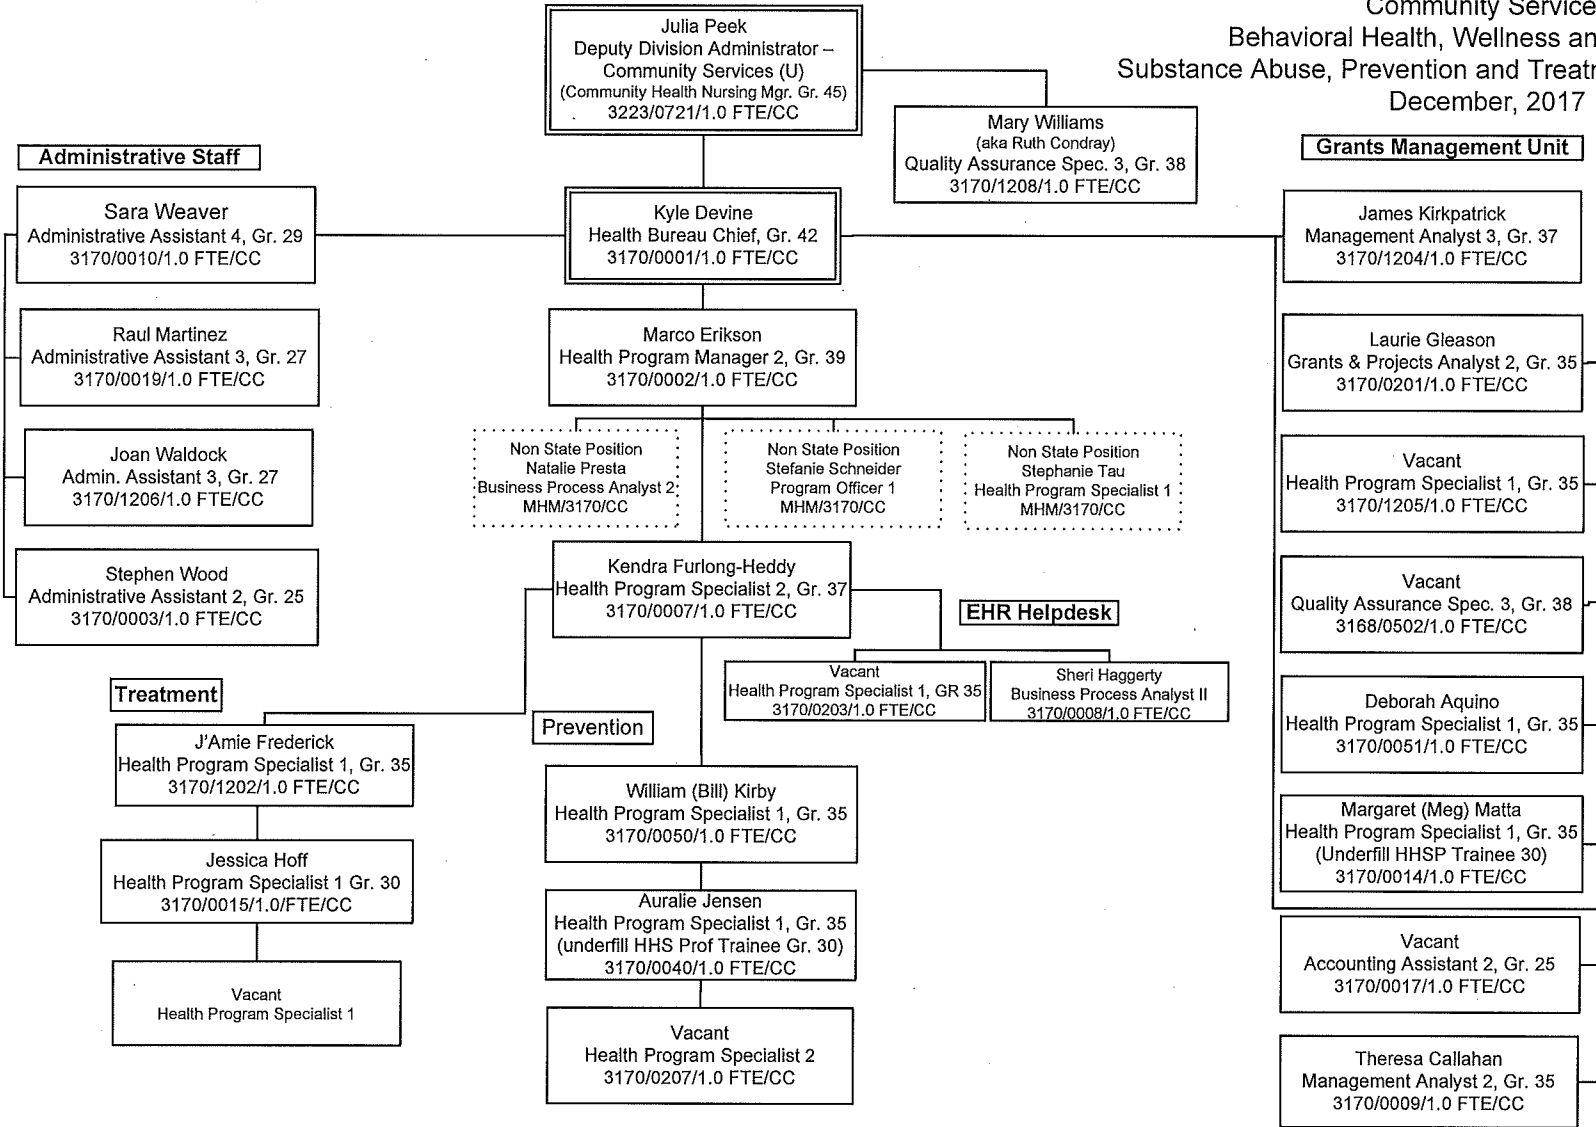 Community Service
Behavioral Health, Wellness an
Substance Abuse, Prevention and Treatm
December, 2017
Julia Peek
Deputy Division Administrator –
Community Services (U)
(Community Health Nursing Mgr. Gr. 45)
3223/0721/1.0 FTE/CC
Mary Williams
(aka Ruth Condray)
Quality Assurance Spec. 3, Gr. 38
3170/1208/1.0 FTE/CC
Kyle Devine
Health Bureau Chief, Gr. 42
3170/0001/1.0 FTE/CC
Administrative Staff
Sara Weaver
Administrative Assistant 4, Gr. 29
3170/0010/1.0 FTE/CC
Raul Martinez
Administrative Assistant 3, Gr. 27
3170/0019/1.0 FTE/CC
Joan Waldock
Admin. Assistant 3, Gr. 27
3170/1206/1.0 FTE/CC
Stephen Wood
Administrative Assistant 2, Gr. 25
3170/0003/1.0 FTE/CC
Marco Erikson
Health Program Manager 2, Gr. 39
3170/0002/1.0 FTE/CC
Non State Position
Natalie Presta
Business Process Analyst 2
MHM/3170/CC
Non State Position
Stefanie Schneider
Program Officer 1
MHM/3170/CC
Non State Position
Stephanie Tau
Health Program Specialist 1
MHM/3170/CC
Kendra Furlong-Heddy
Health Program Specialist 2, Gr. 37
3170/0007/1.0 FTE/CC
EHR Helpdesk
Vacant
Health Program Specialist 1, GR 35
3170/0203/1.0 FTE/CC
Sheri Haggerty
Business Process Analyst II
3170/0008/1.0 FTE/CC
Treatment
J'Amie Frederick
Health Program Specialist 1, Gr. 35
3170/1202/1.0 FTE/CC
Jessica Hoff
Health Program Specialist 1 Gr. 30
3170/0015/1.0/FTE/CC
Vacant
Health Program Specialist 1
Prevention
William (Bill) Kirby
Health Program Specialist 1, Gr. 35
3170/0050/1.0 FTE/CC
Auralie Jensen
Health Program Specialist 1, Gr. 35
(underfill HHS Prof Trainee Gr. 30)
3170/0040/1.0 FTE/CC
Vacant
Health Program Specialist 2
3170/0207/1.0 FTE/CC
Grants Management Unit
James Kirkpatrick
Management Analyst 3, Gr. 37
3170/1204/1.0 FTE/CC
Laurie Gleason
Grants & Projects Analyst 2, Gr. 35
3170/0201/1.0 FTE/CC
Vacant
Health Program Specialist 1, Gr. 35
3170/1205/1.0 FTE/CC
Vacant
Quality Assurance Spec. 3, Gr. 38
3168/0502/1.0 FTE/CC
Deborah Aquino
Health Program Specialist 1, Gr. 35
3170/0051/1.0 FTE/CC
Margaret (Meg) Matta
Health Program Specialist 1, Gr. 35
(Underfill HHSP Trainee 30)
3170/0014/1.0 FTE/CC
Vacant
Accounting Assistant 2, Gr. 25
3170/0017/1.0 FTE/CC
Theresa Callahan
Management Analyst 2, Gr. 35
3170/0009/1.0 FTE/CC